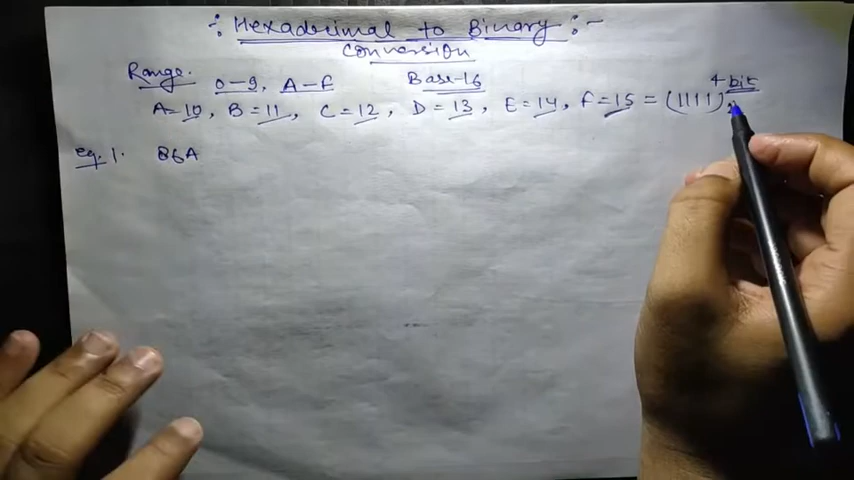 :- Hexadecimal to Binary :-
Conversion
Range. 0-9, A-F Base-16 4 bit
A=10, B=11, C=12, D=13, E=14, F=15 = (1111)2
eg. 1. B6A